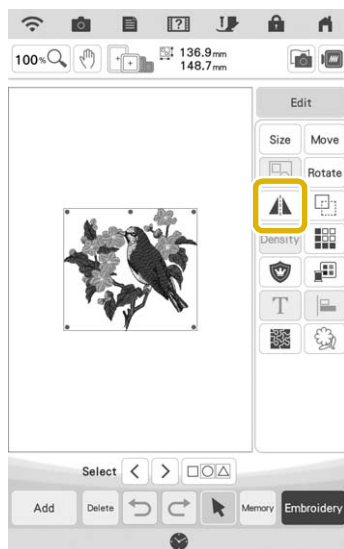 100% 136.9mm
148.7mm
Edit
Size Move
Rotate
Density
T
Select
Add Delete Memory Embroidery